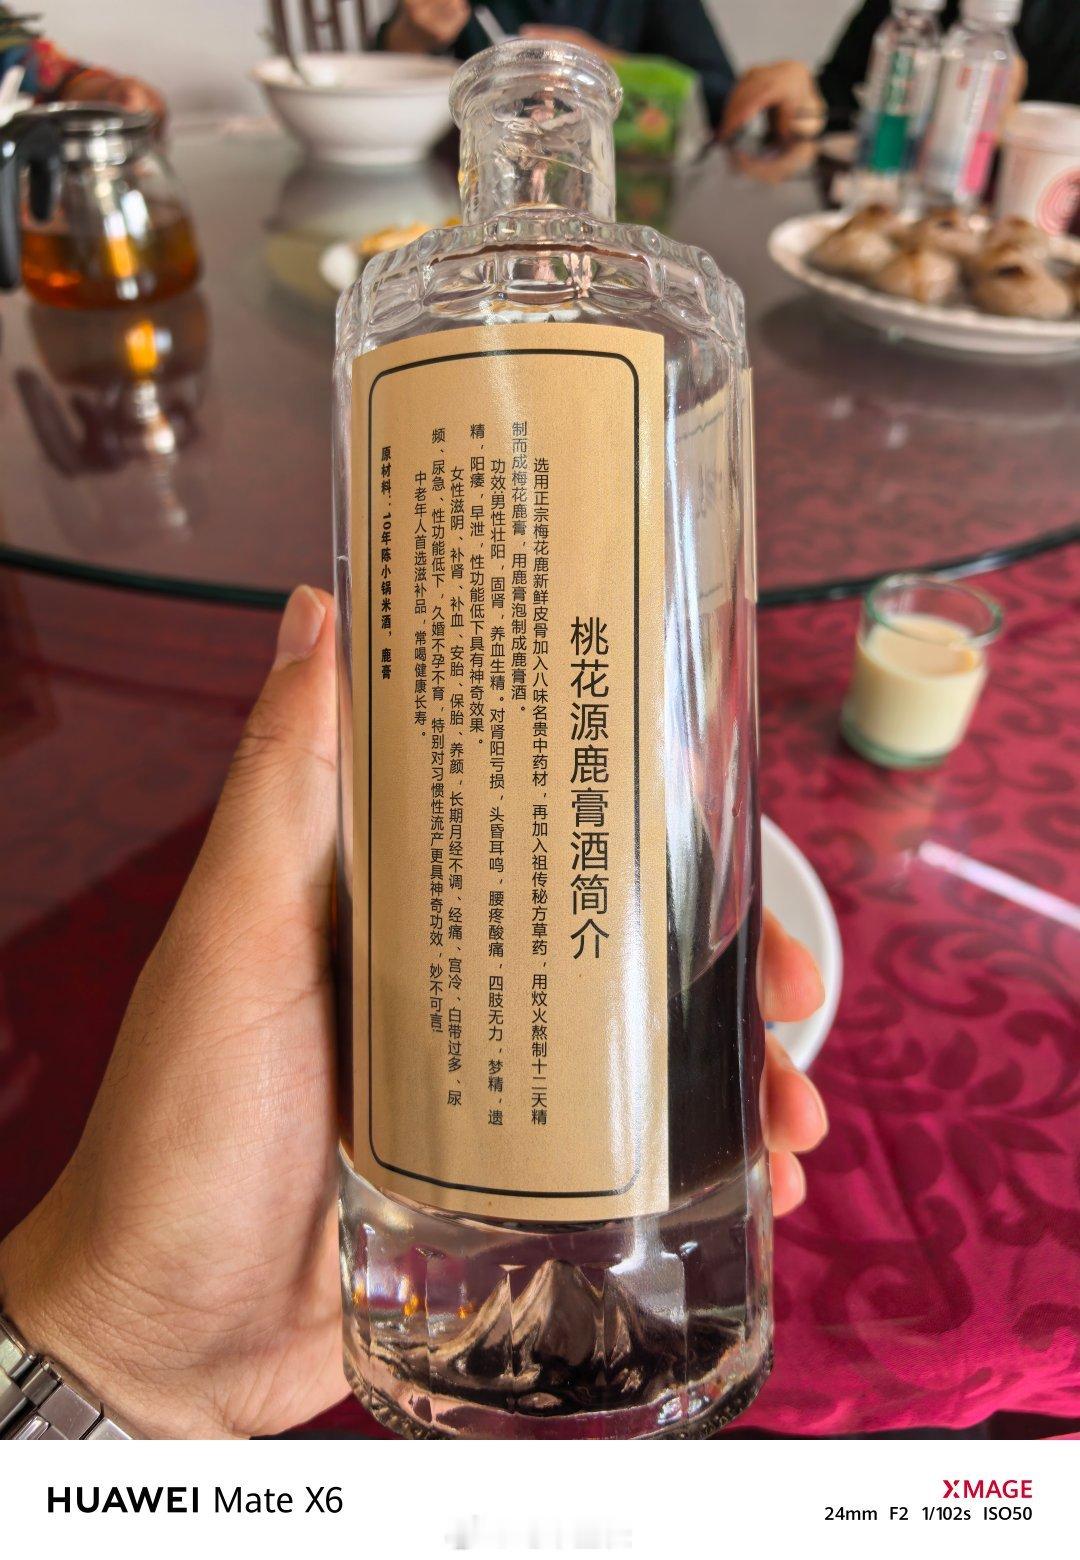 桃花源鹿膏酒简介
选用正宗梅花鹿新鲜皮骨加入八味名贵中药材，再加入祖传秘方草药，用炆火熬制十二天精
制而成梅花鹿膏，用鹿膏泡制成鹿膏酒。
功效：男性壮阳，固肾，养血生精。对肾阳亏损，头昏耳鸣，腰疼酸痛，四肢无力，梦精，遗
精，阳痿，早泄，性功能低下具有神奇效果。
女性滋阴、补肾、补血、安胎、保胎、养颜，长期月经不调、经痛、宫冷、白带过多、尿
频、尿急、性功能低下，久婚不孕不育，特别对习惯性流产更具神奇功效，妙不可言!
中老年人首选滋补品，常喝健康长寿。
原材料：10年陈小锅米酒，鹿膏
HUAWEI Mate X6
XMAGE
24mm F2 1/102s ISO50